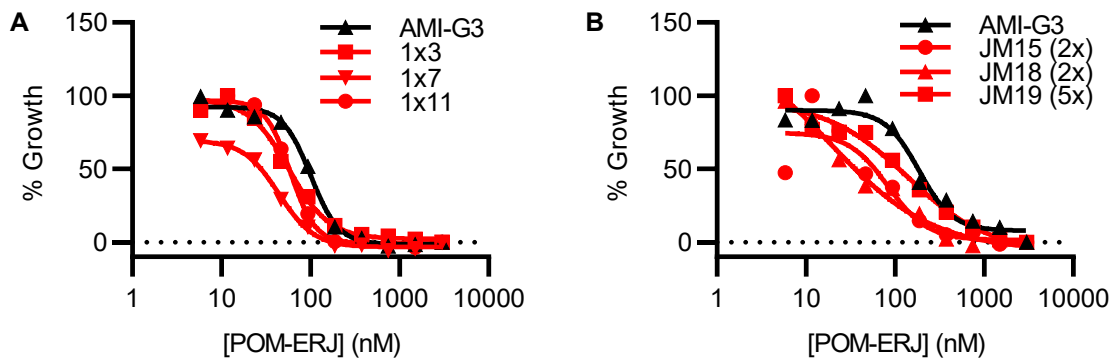 A
AMI-G3
1x3
1x7
1x11
150
100
50
0
% Growth
1
10
100
1000
10000
[POM-ERJ] (nM)
B
AMI-G3
JM15 (2x)
JM18 (2x)
JM19 (5x)
150
100
50
0
% Growth
1
10
100
1000
10000
[POM-ERJ] (nM)